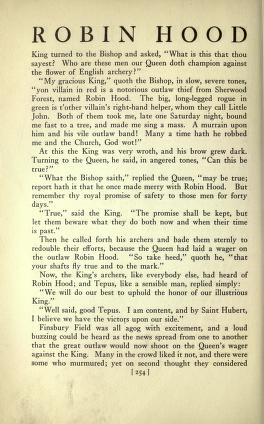 ROBIN HOOD
King turned to the Bishop and asked, "What is this that thou
sayest? Who are these men our Queen doth champion against
the flower of English archery?"
"My gracious King," quoth the Bishop, in slow, severe tones,
"yon villain in red is a notorious outlaw thief from Sherwood
Forest, named Robin Hood. The big, long-legged rogue in
green is t'other villain's right-hand helper, whom they call Little
John. Both of them took me, late one Saturday night, bound
me fast to a tree, and made me sing a mass. A murrain upon
him and his vile outlaw band! Many a time hath he robbed
me and the Church, God wot!"
At this the King was very wroth, and his brow grew dark.
Turning to the Queen, he said, in angered tones, "Can this be
true?"
"What the Bishop saith," replied the Queen, "may be true;
report hath it that he once made merry with Robin Hood. But
remember thy royal promise of safety to those men for forty
days."
"True," said the King. "The promise shall be kept, but
let them beware what they do both now and when their time
is past."
Then he called forth his archers and bade them sternly to
redouble their efforts, because the Queen had laid a wager on
the outlaw Robin Hood. "So take heed," quoth he, "that
your shafts fly true and to the mark."
Now, the King's archers, like everybody else, had heard of
Robin Hood; and Tepus, like a sensible man, replied simply:
"We will do our best to uphold the honor of our illustrious
King."
"Well said, good Tepus. I am content, and by Saint Hubert,
I believe we have the victors upon our side."
Finsbury Field was all agog with excitement, and a loud
buzzing could be heard as the news spread from one to another
that the great outlaw would now shoot on the Queen's wager
against the King. Many in the crowd liked it not, and there were
some who murmured; yet on second thought they considered
[254]